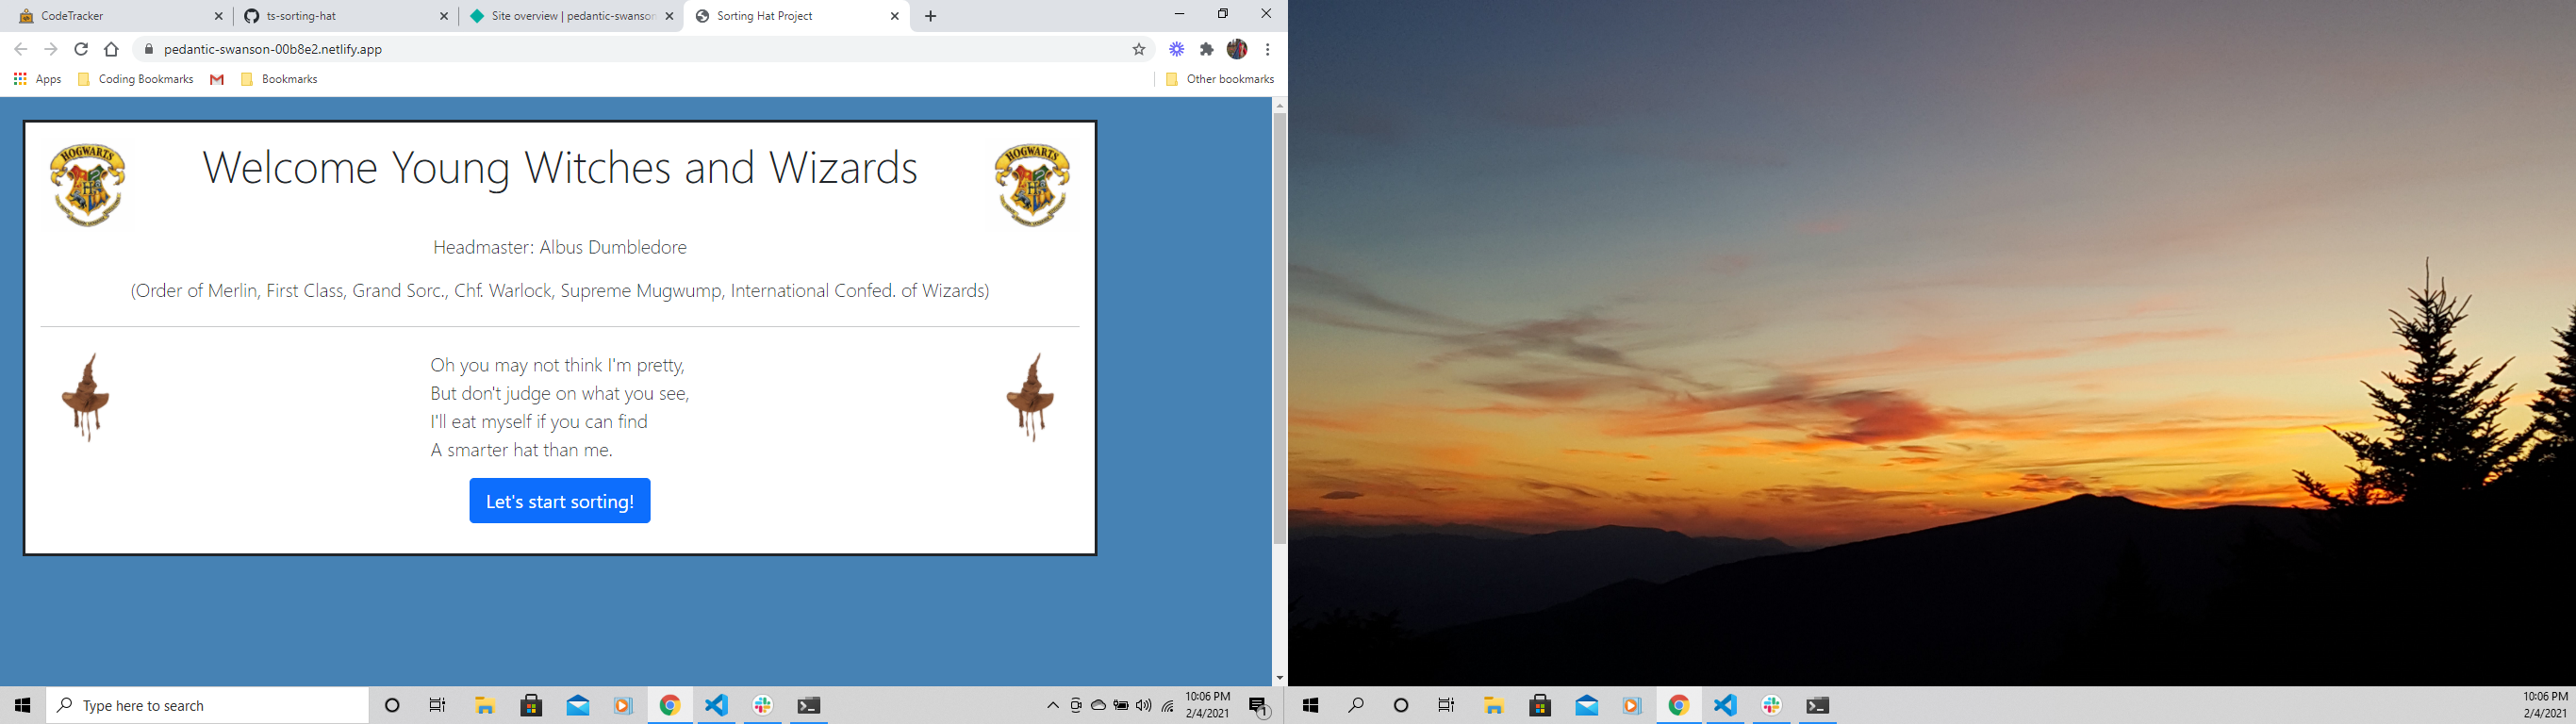 CodeTracker
ts-sorting-hat
Site overview | pedantic-swanson
Sorting Hat Project
pedantic-swanson-00b8e2.netlify.app
Apps
Coding Bookmarks
Bookmarks
Other bookmarks
HOGWARTS
Welcome Young Witches and Wizards
HOGWARTS
Headmaster: Albus Dumbledore
(Order of Merlin, First Class, Grand Sorc., Chf. Warlock, Supreme Mugwump, International Confed. of Wizards)
Oh you may not think I'm pretty,
But don't judge on what you see,
I'll eat myself if you can find
A smarter hat than me.
Let's start sorting!
Type here to search
10:06 PM
2/4/2021
1
10:06 PM
2/4/2021